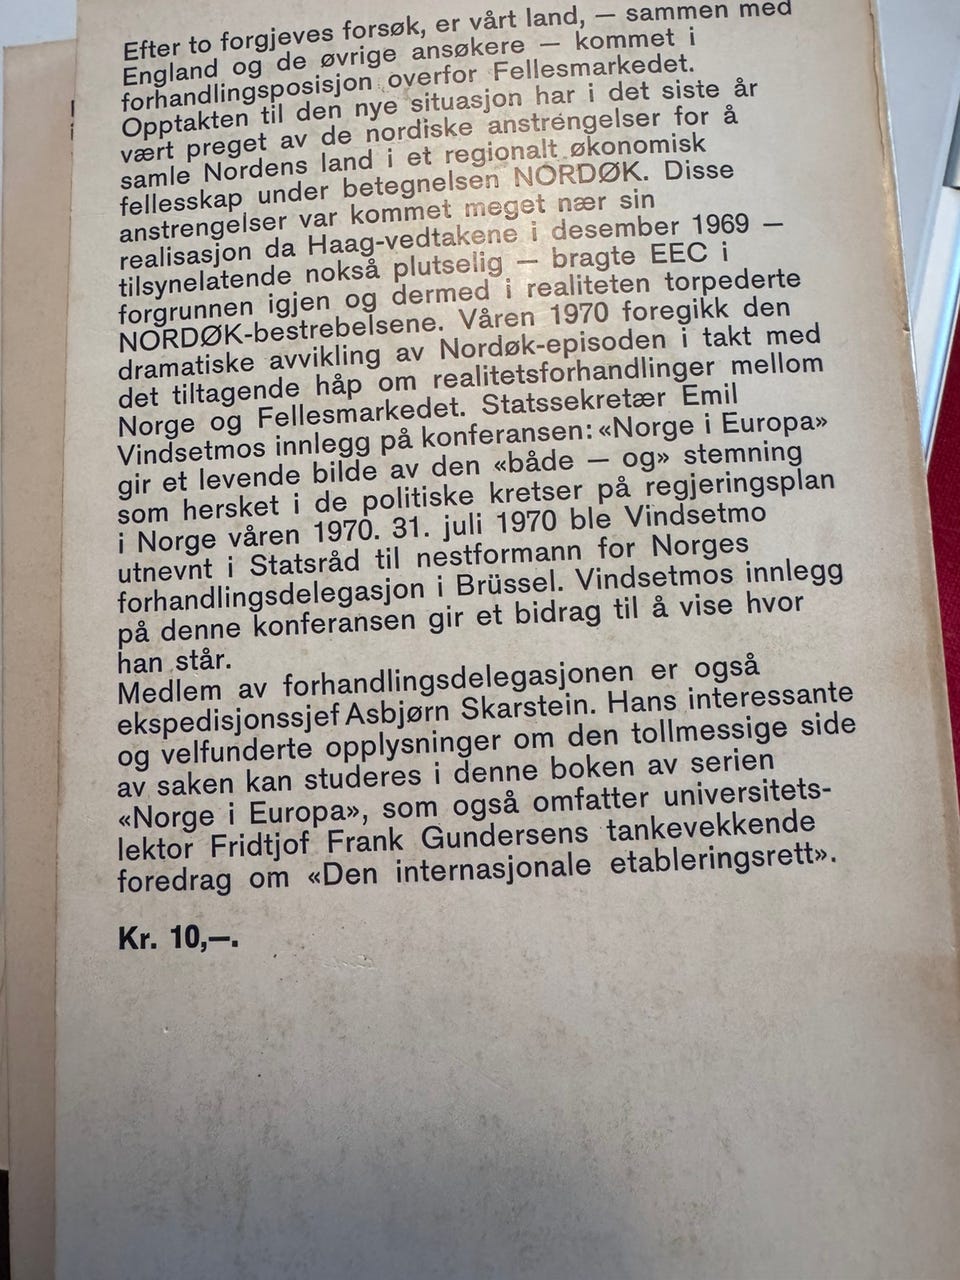 Efter to forgjeves forsøk, er vårt land, — sammen med
England og de øvrige ansøkere — kommet i
forhandlingsposisjon overfor Fellesmarkedet.
Opptakten til den nye situasjon har i det siste år
vært preget av de nordiske anstrengelser for å
samle Nordens land i et regionalt økonomisk
fellesskap under betegnelsen NORDØK. Disse
anstrengelser var kommet meget nær sin
realisasjon da Haag-vedtakene i desember 1969 —
tilsynelatende nokså plutselig — bragte EEC i
forgrunnen igjen og dermed i realiteten torpederte
NORDØK-bestrebelsene. Våren 1970 foregikk den
dramatiske avvikling av Nordøk-episoden i takt med
det tiltagende håp om realitetsforhandlinger mellom
Norge og Fellesmarkedet. Statssekretær Emil
Vindsetmos innlegg på konferansen: «Norge i Europa»
gir et levende bilde av den «både — og» stemning
som hersket i de politiske kretser på regjeringsplan
i Norge våren 1970. 31. juli 1970 ble Vindsetmo
utnevnt i Statsråd til nestformann for Norges
forhandlingsdelegasjon i Brüssel. Vindsetmos innlegg
på denne konferansen gir et bidrag til å vise hvor
han står.
Medlem av forhandlingsdelegasjonen er også
ekspedisjonssjef Asbjørn Skarstein. Hans interessante
og velfunderte opplysninger om den tollmessige side
av saken kan studeres i denne boken av serien
«Norge i Europa», som også omfatter universitets-
lektor Fridtjof Frank Gundersens tankevekkende
foredrag om «Den internasjonale etableringsrett».
Kr. 10,—.